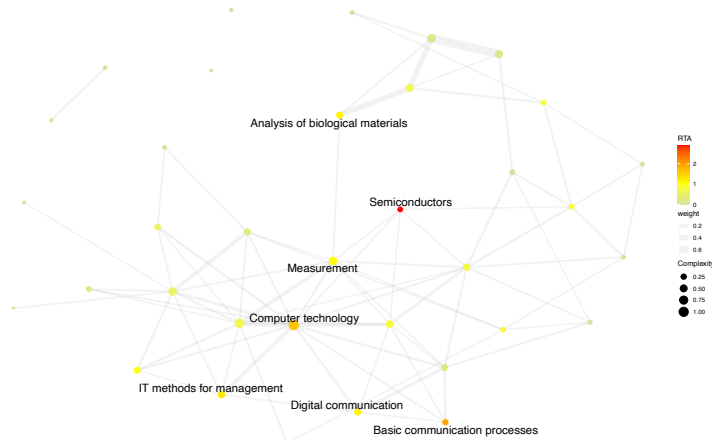 Analysis of biological materials
Semiconductors
Measurement
Computer technology
IT methods for management
Digital communication
Basic communication processes
RTA
2
1
0
weight
0.2
0.4
0.6
Complexity
0.25
0.50
0.75
1.00